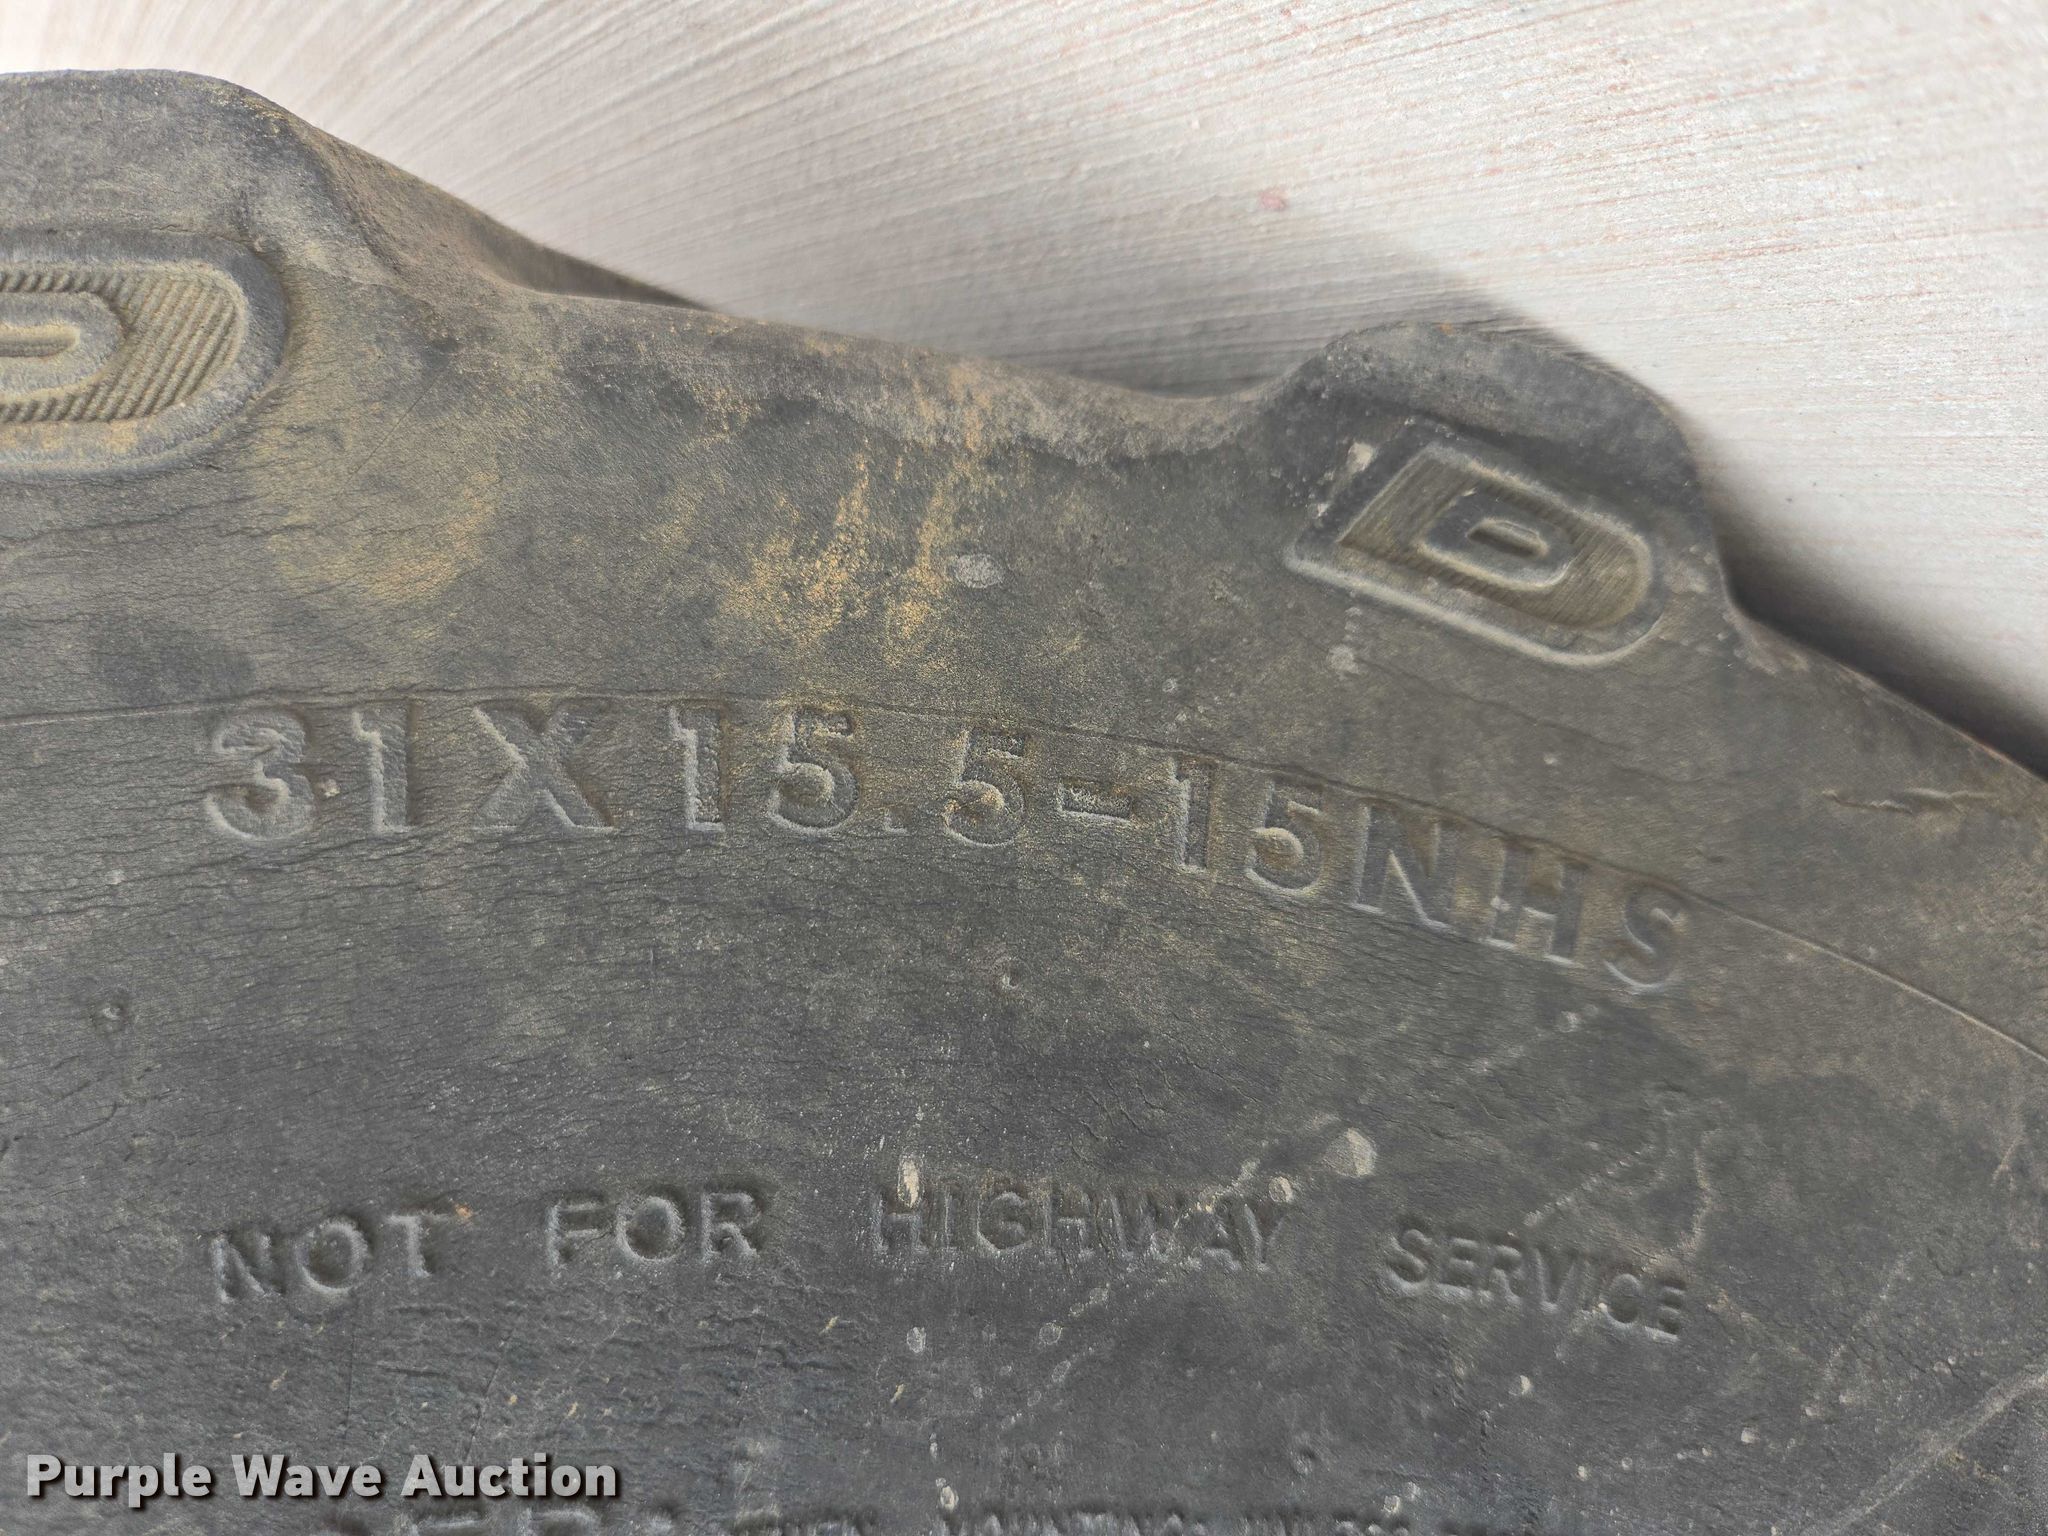 31X15.5-15NHS
NOT FOR HIGHWAY SERVICE
Purple Wave Auction